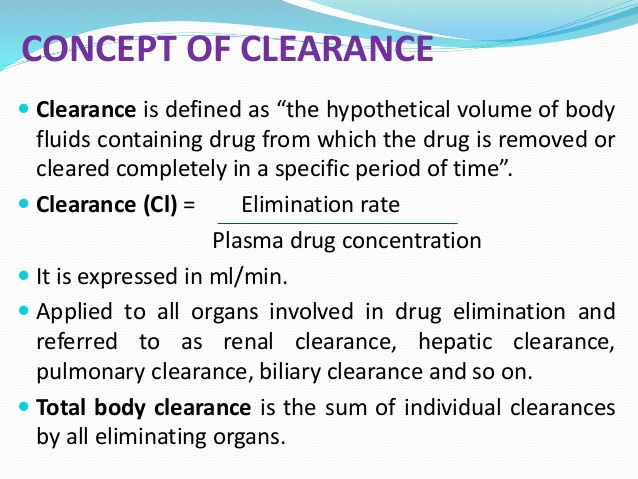 CONCEPT OF CLEARANCE
Clearance is defined as “the hypothetical volume of body
fluids containing drug from which the drug is removed or
cleared completely in a specific period of time”.
Clearance (Cl) = Elimination rate
Plasma drug concentration
It is expressed in ml/min.
Applied to all organs involved in drug elimination and
referred to as renal clearance, hepatic clearance,
pulmonary clearance, biliary clearance and so on.
Total body clearance is the sum of individual clearances
by all eliminating organs.